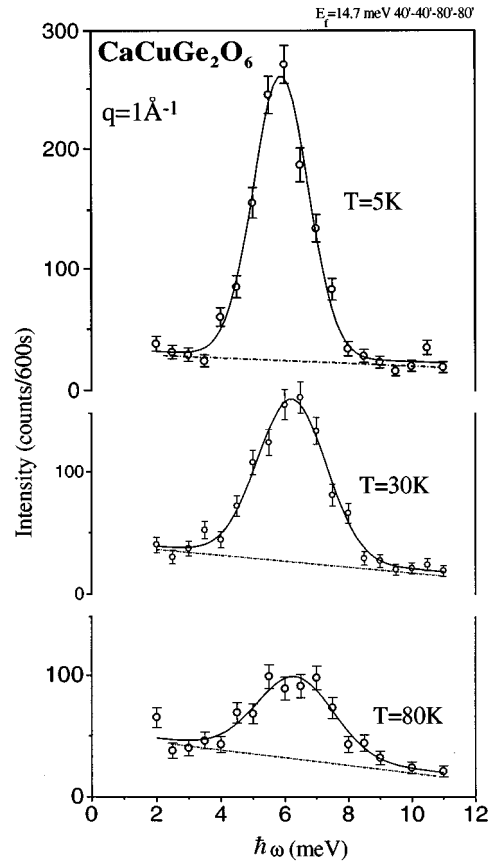 E_f=14.7 meV 40'-40'-80'-80'
CaCuGe₂O₆
q=1Å⁻¹
T=5K
T=30K
T=80K
Intensity (counts/600s)
300
200
100
0
100
0
100
0
0 2 4 6 8 10 12
ℏω (meV)